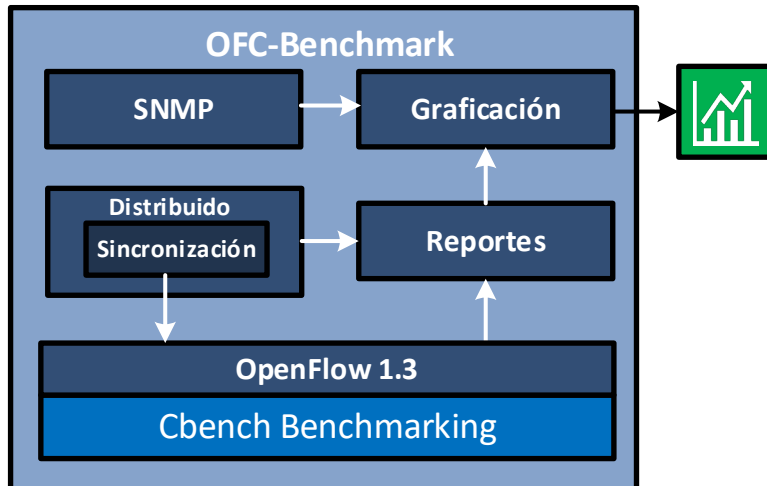 OFC-Benchmark
SNMP
Graficación
Distribuido
Sincronización
Reportes
OpenFlow 1.3
Cbench Benchmarking